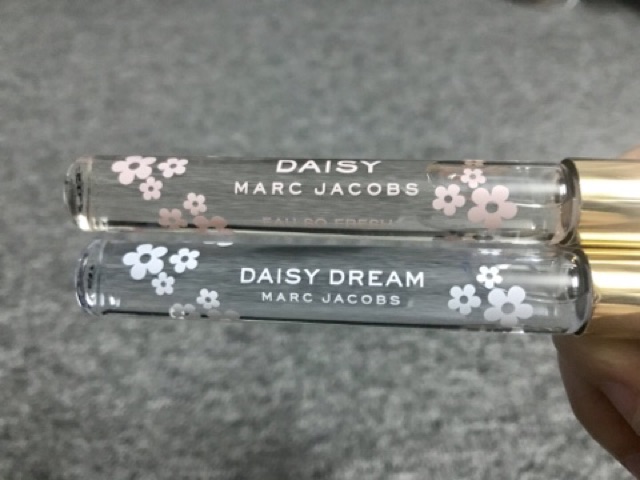 DAISY
MARC JACOBS
EAU SO FRESH
DAISY DREAM
MARC JACOBS